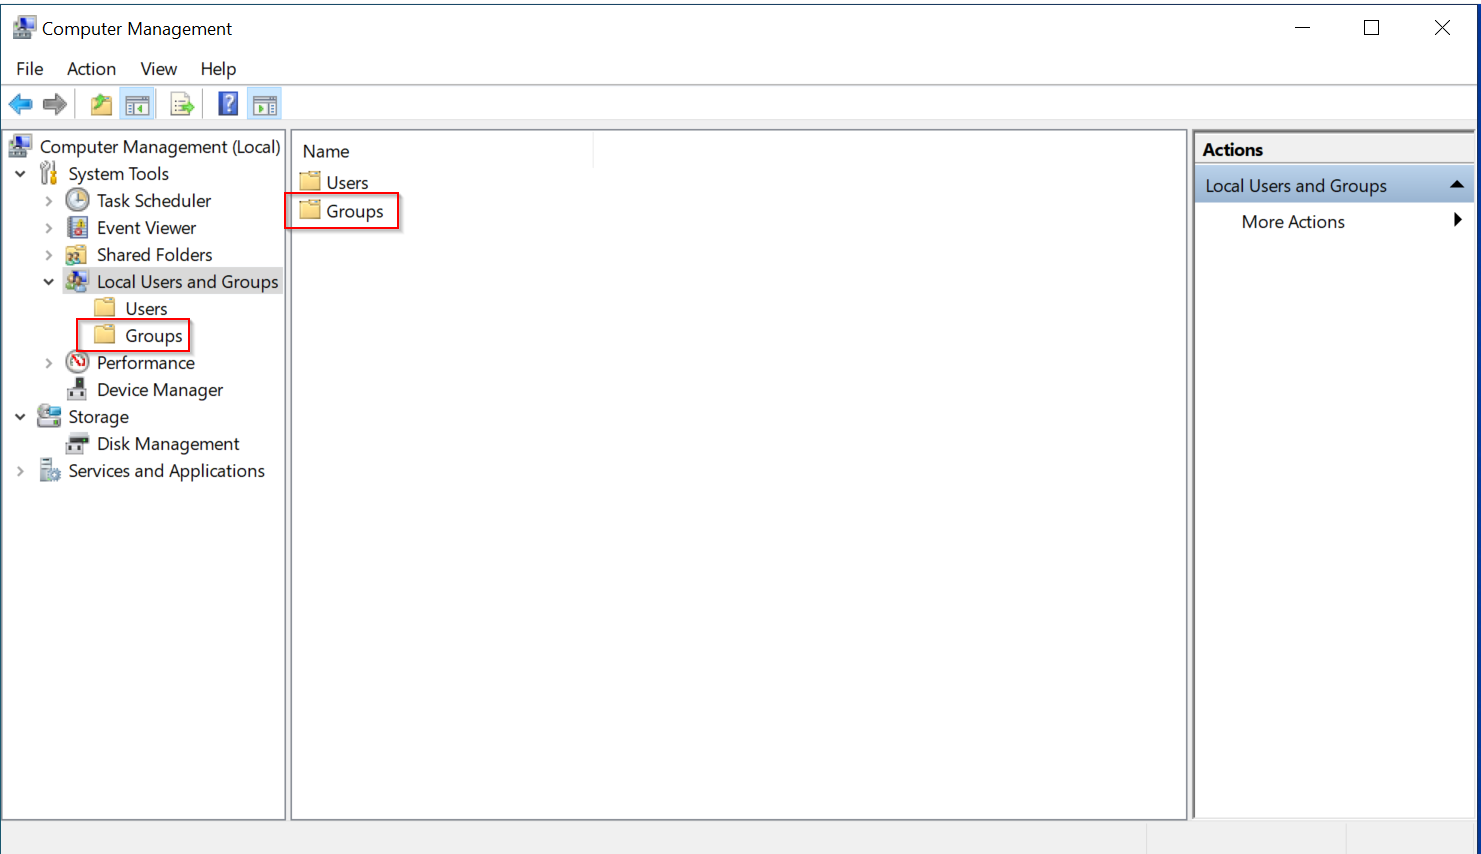 Computer Management
File Action View Help
Computer Management (Local)
System Tools
Task Scheduler
Event Viewer
Shared Folders
Local Users and Groups
Users
Groups
Performance
Device Manager
Storage
Disk Management
Services and Applications
Name
Users
Groups
Actions
Local Users and Groups
More Actions